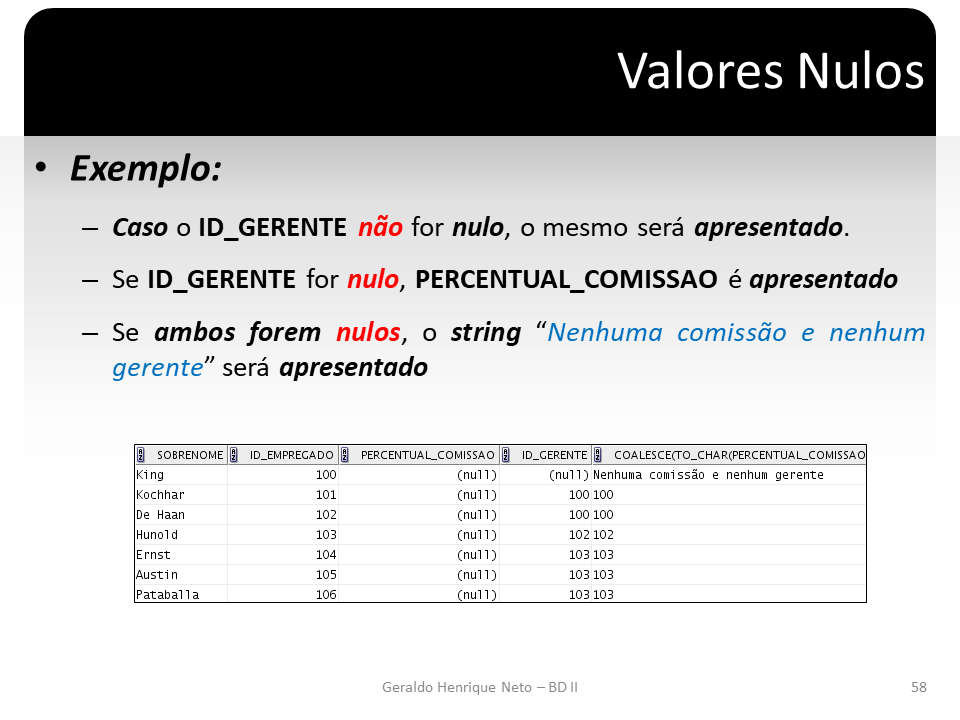 Valores Nulos
• Exemplo:
– Caso o ID_GERENTE não for nulo, o mesmo será apresentado.
– Se ID_GERENTE for nulo, PERCENTUAL_COMISSAO é apresentado
– Se ambos forem nulos, o string “Nenhuma comissão e nenhum
gerente” será apresentado
SOBRENOME ID_EMPREGADO PERCENTUAL_COMISSAO ID_GERENTE COALESCE(TO_CHAR(PERCENTUAL_COMISSAO
King 100 (null) (null) Nenhuma comissão e nenhum gerente
Kochhar 101 (null) 100 100
De Haan 102 (null) 100 100
Hunold 103 (null) 102 102
Ernst 104 (null) 103 103
Austin 105 (null) 103 103
Pataballa 106 (null) 103 103
Geraldo Henrique Neto – BD II 58